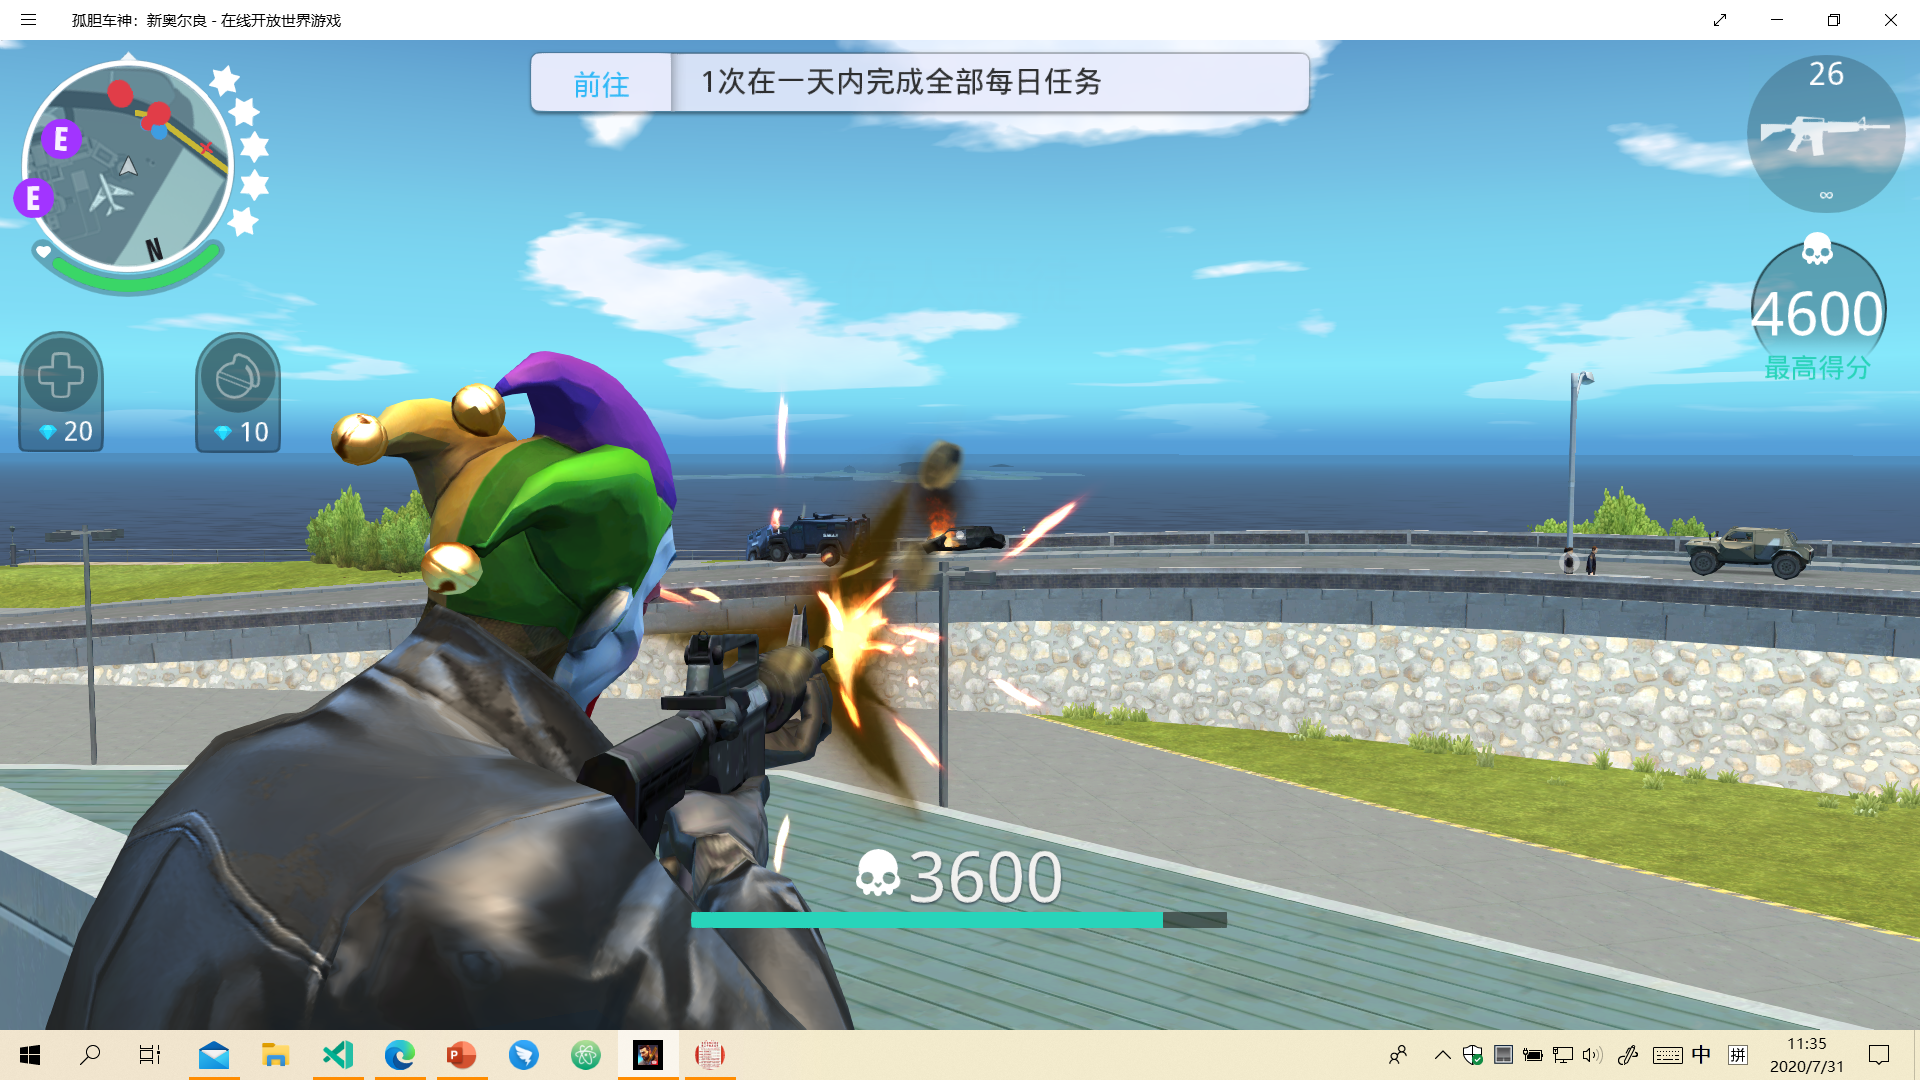 孤胆车神：新奥尔良 - 在线开放世界游戏
前往
1次在一天内完成全部每日任务
26
∞
E
E
N
4600
最高得分
20
10
3600
中
拼
11:35
2020/7/31